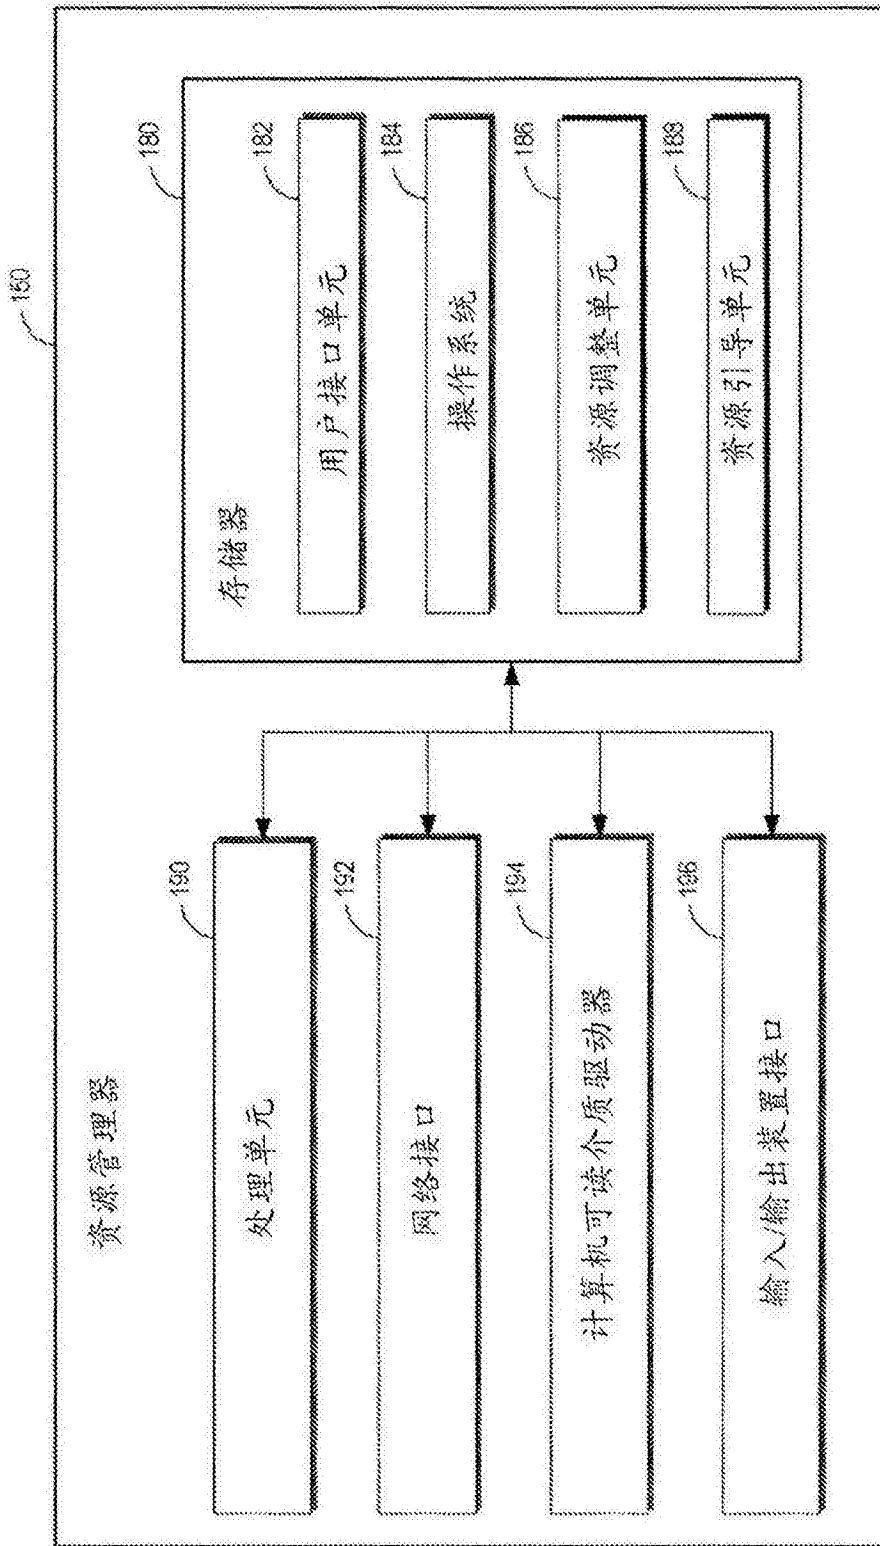 150
资源管理器
190
处理单元
192
网络接口
194
计算机可读介质驱动器
196
输入/输出装置接口
180
存储器
182
用户接口单元
184
操作系统
186
资源调整单元
188
资源引导单元